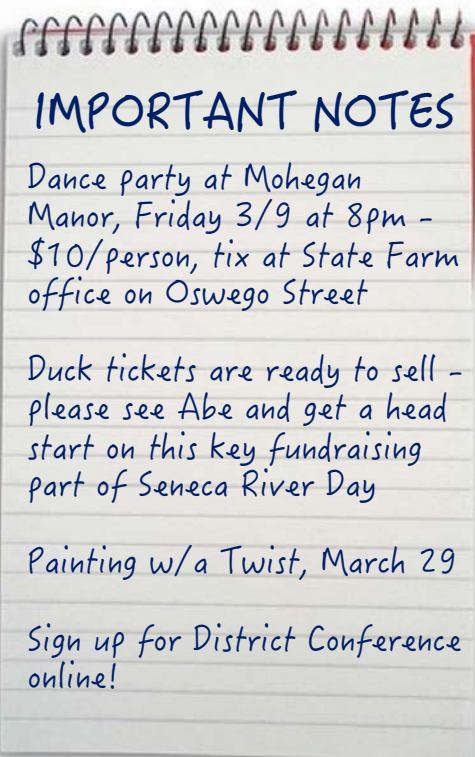 IMPORTANT NOTES
Dance party at Mohegan
Manor, Friday 3/9 at 8pm -
$10/person, tix at State Farm
office on Oswego Street
Duck tickets are ready to sell -
please see Abe and get a head
start on this key fundraising
part of Seneca River Day
Painting w/a Twist, March 29
Sign up for District Conference
online!